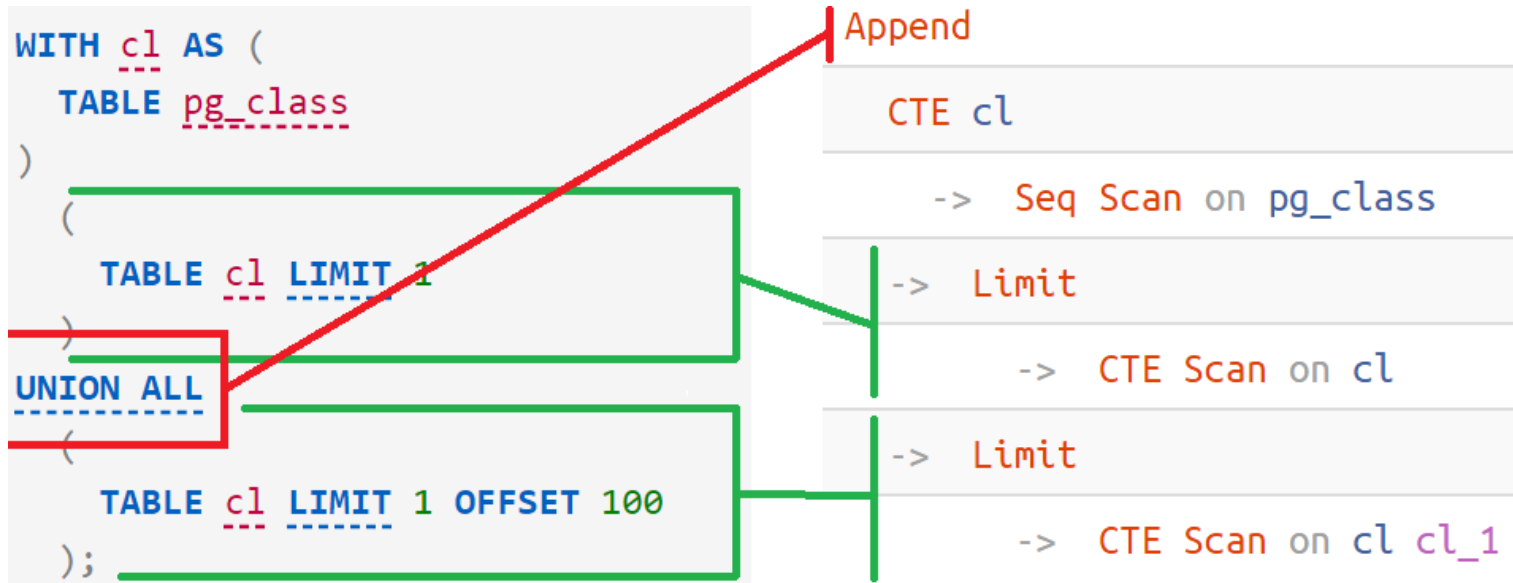 WITH cl AS (
TABLE pg_class
)
(
TABLE cl LIMIT 1
)
UNION ALL
(
TABLE cl LIMIT 1 OFFSET 100
);
Append
CTE cl
-> Seq Scan on pg_class
-> Limit
-> CTE Scan on cl
-> Limit
-> CTE Scan on cl cl_1